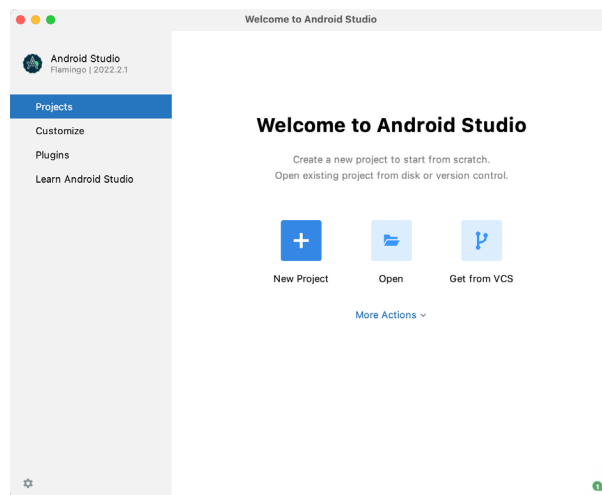 Welcome to Android Studio
Android Studio
Flamingo | 2022.2.1
Projects
Customize
Plugins
Learn Android Studio
Welcome to Android Studio
Create a new project to start from scratch.
Open existing project from disk or version control.
New Project
Open
Get from VCS
More Actions
1